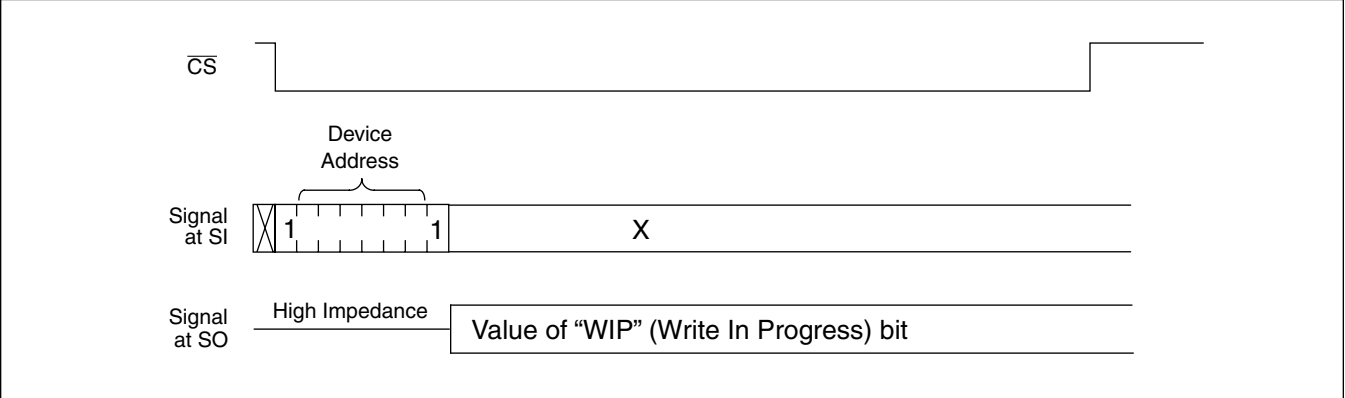 CS
Device
Address
Signal
at SI
1
1
X
Signal
at SO
High Impedance
Value of “WIP” (Write In Progress) bit